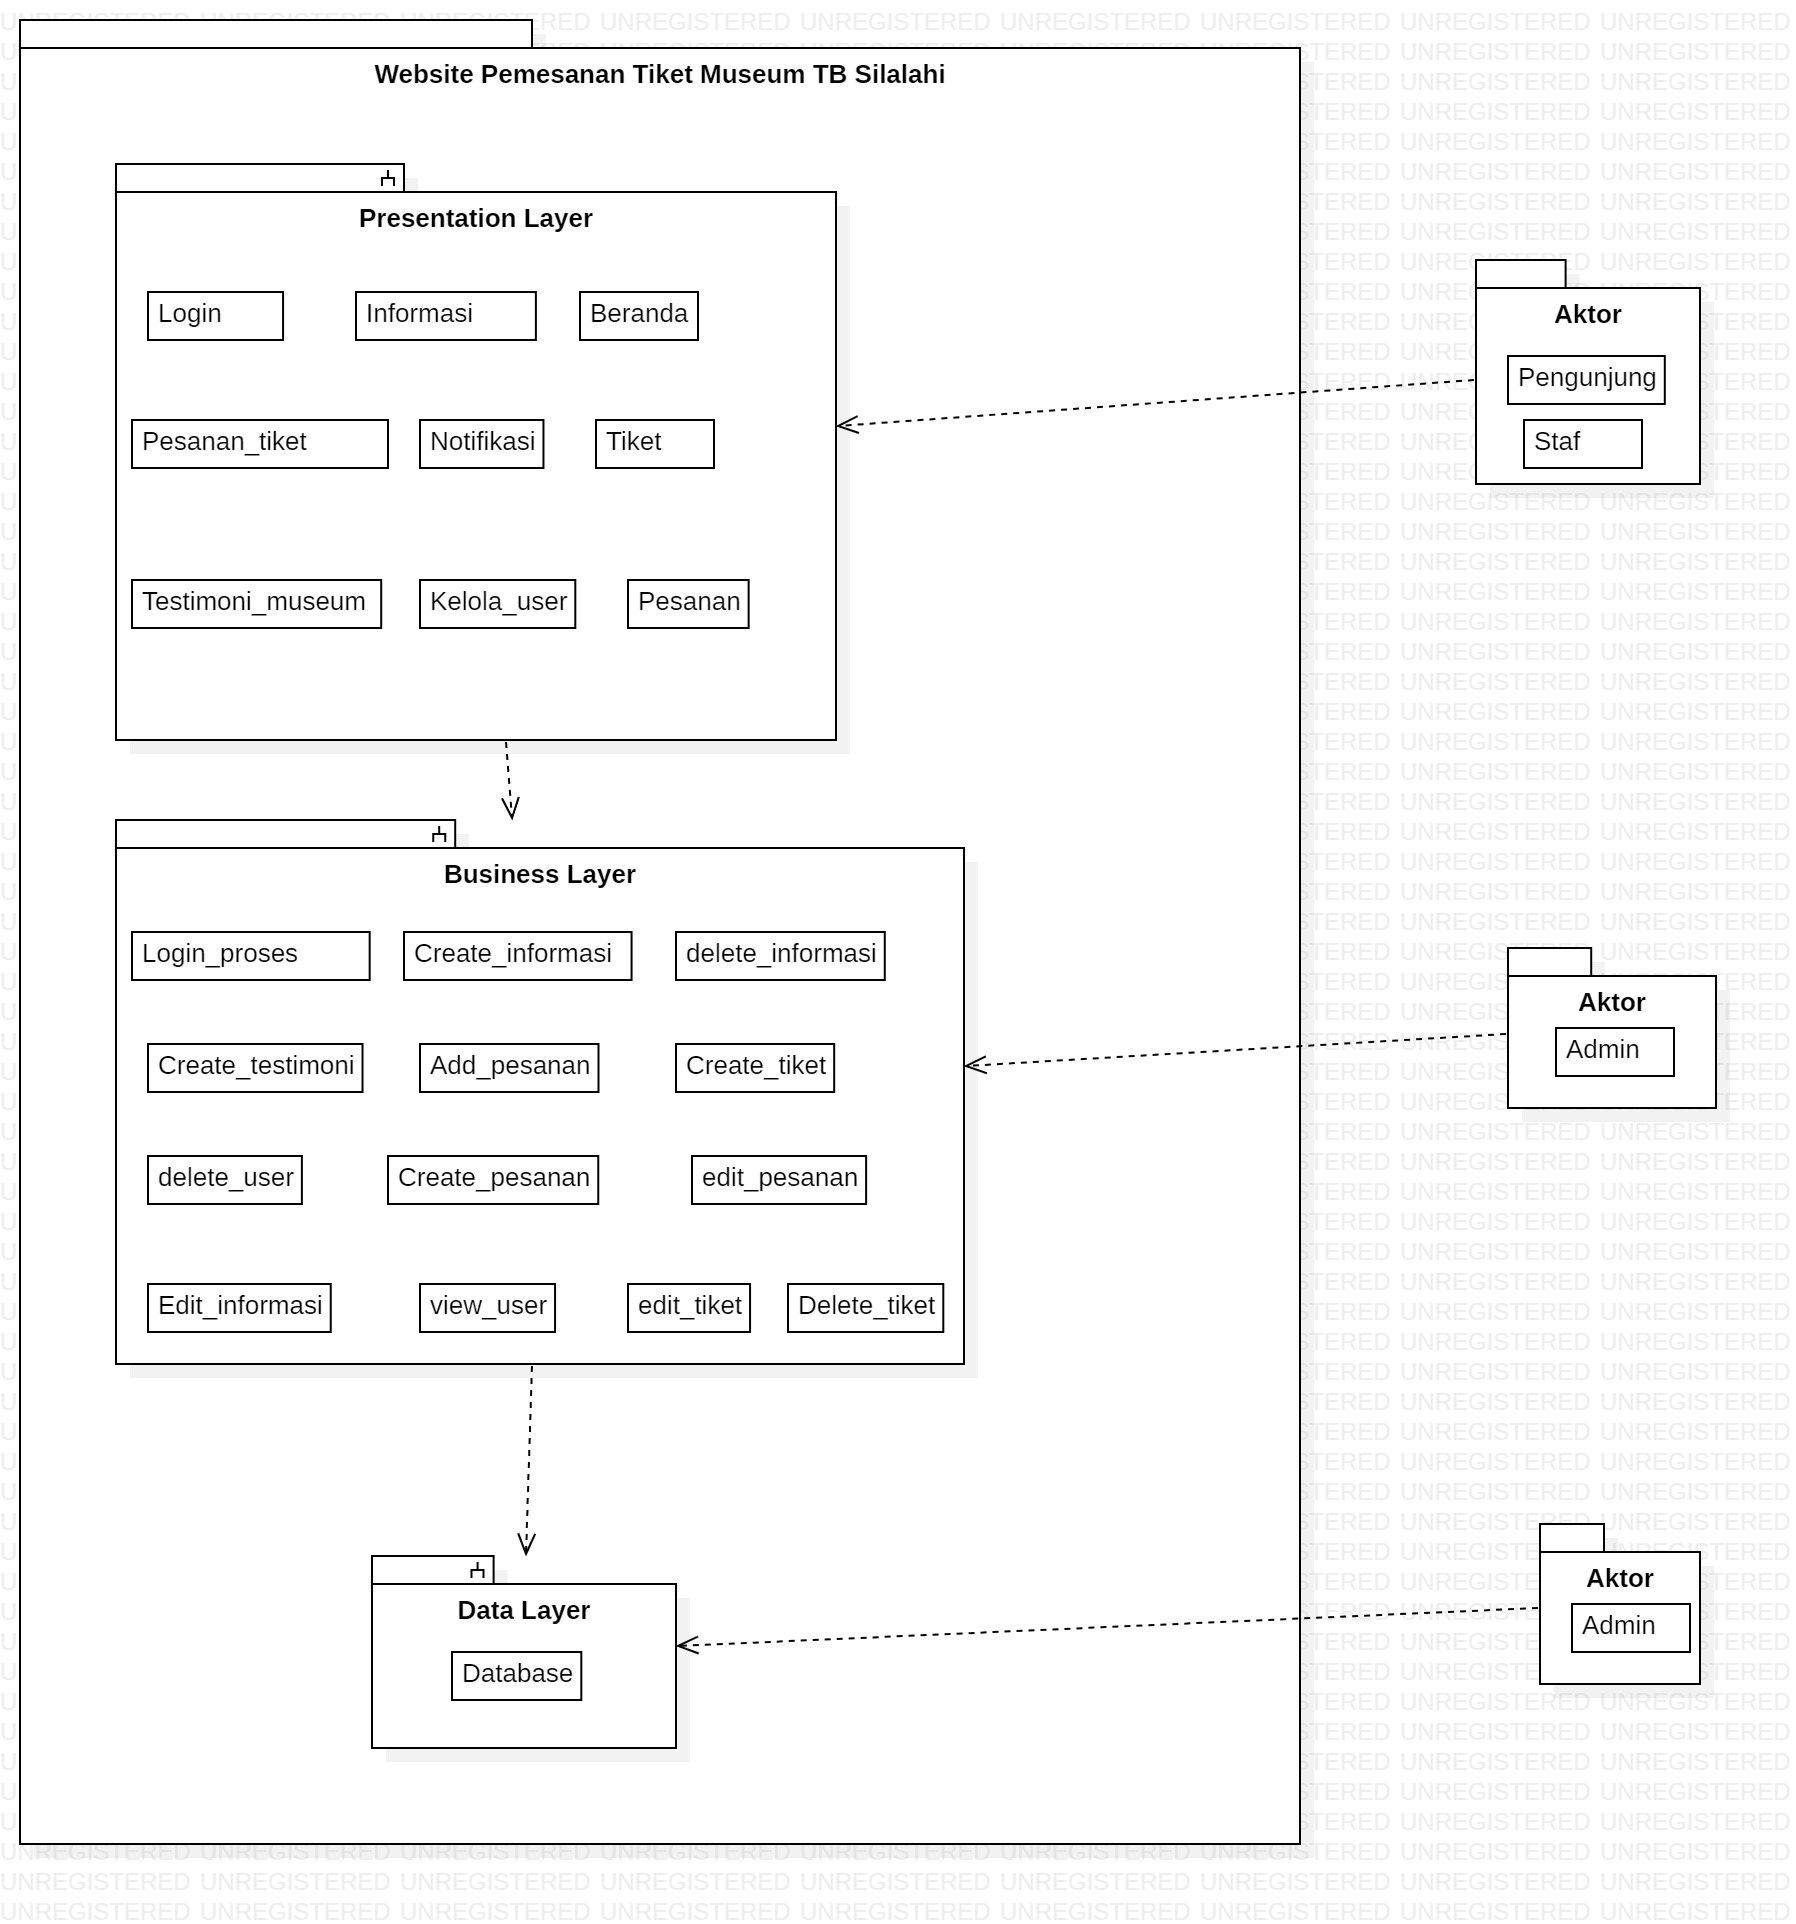 Website Pemesanan Tiket Museum TB Silalahi
Presentation Layer
Login
Informasi
Beranda
Pesanan_tiket
Notifikasi
Tiket
Testimoni_museum
Kelola_user
Pesanan
Aktor
Pengunjung
Staf
Business Layer
Login_proses
Create_informasi
delete_informasi
Create_testimoni
Add_pesanan
Create_tiket
delete_user
Create_pesanan
edit_pesanan
Edit_informasi
view_user
edit_tiket
Delete_tiket
Aktor
Admin
Data Layer
Database
Aktor
Admin
UNREGISTERED UNREGISTERED UNREGISTERED UNREGISTERED UNREGISTERED UNREGISTERED UNREGISTERED UNREGISTERED UNREGISTERED